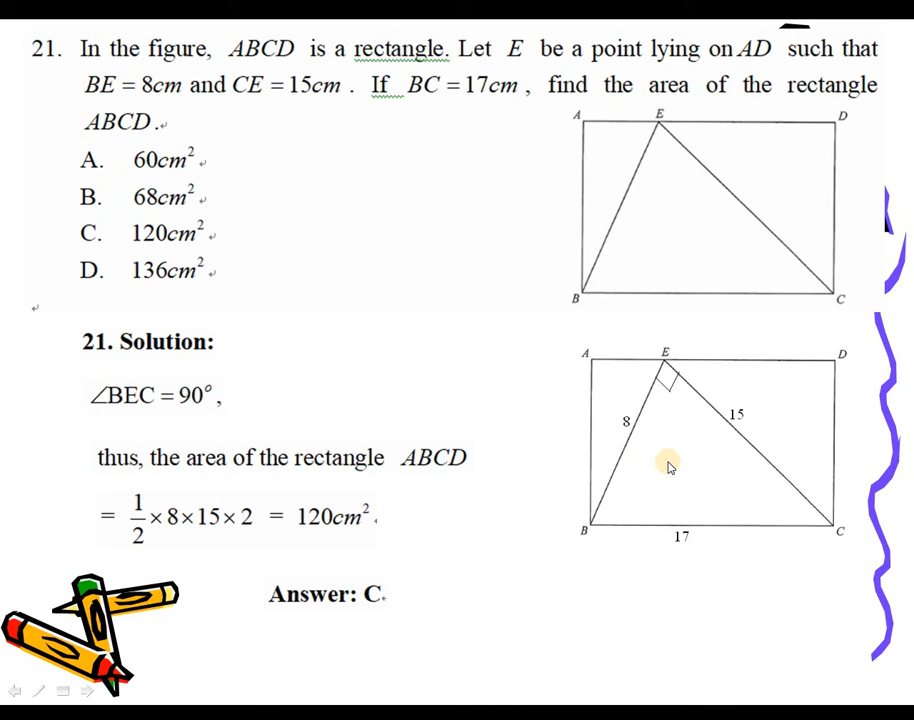 21. In the figure, ABCD is a rectangle. Let E be a point lying on AD such that
BE = 8cm and CE = 15cm . If BC = 17cm , find the area of the rectangle
ABCD.
A. 60cm²
B. 68cm²
C. 120cm²
D. 136cm²
A E D
B C
21. Solution:
∠BEC = 90°,
thus, the area of the rectangle ABCD
= 1/2 × 8 × 15 × 2 = 120cm².
Answer: C
A E D
8 15
B C
17